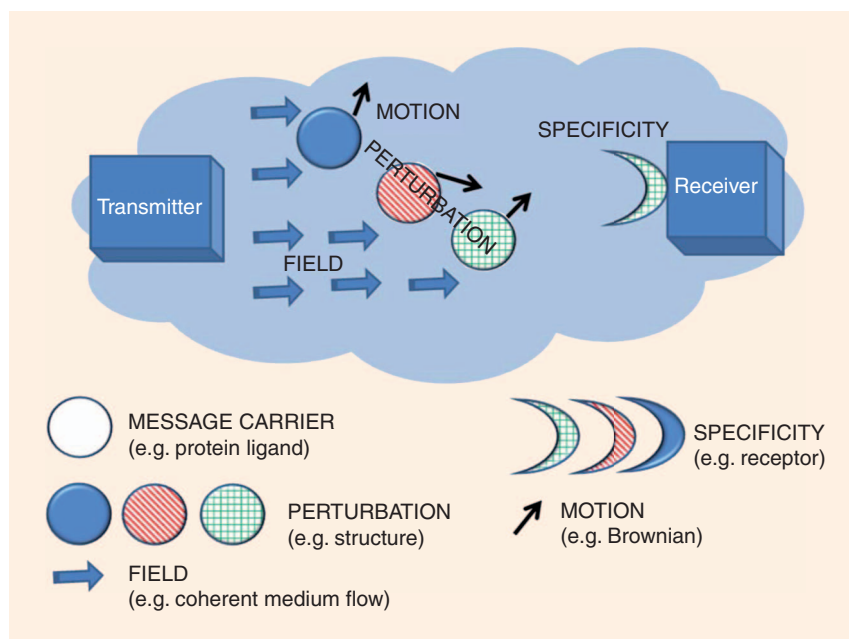 MOTION
SPECIFICITY
PERTURBATION
Transmitter
Receiver
FIELD
MESSAGE CARRIER
(e.g. protein ligand)
SPECIFICITY
(e.g. receptor)
PERTURBATION
(e.g. structure)
MOTION
(e.g. Brownian)
FIELD
(e.g. coherent medium flow)